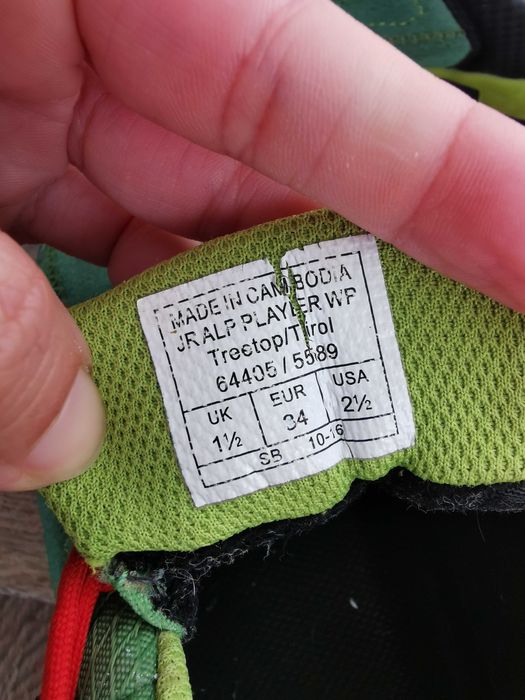 MADE IN CAMBODIA
JR ALP PLAYER WP
Treetop/Tirol
64405 / 5589
UK EUR USA
1½ 34 2½
SB 10-16